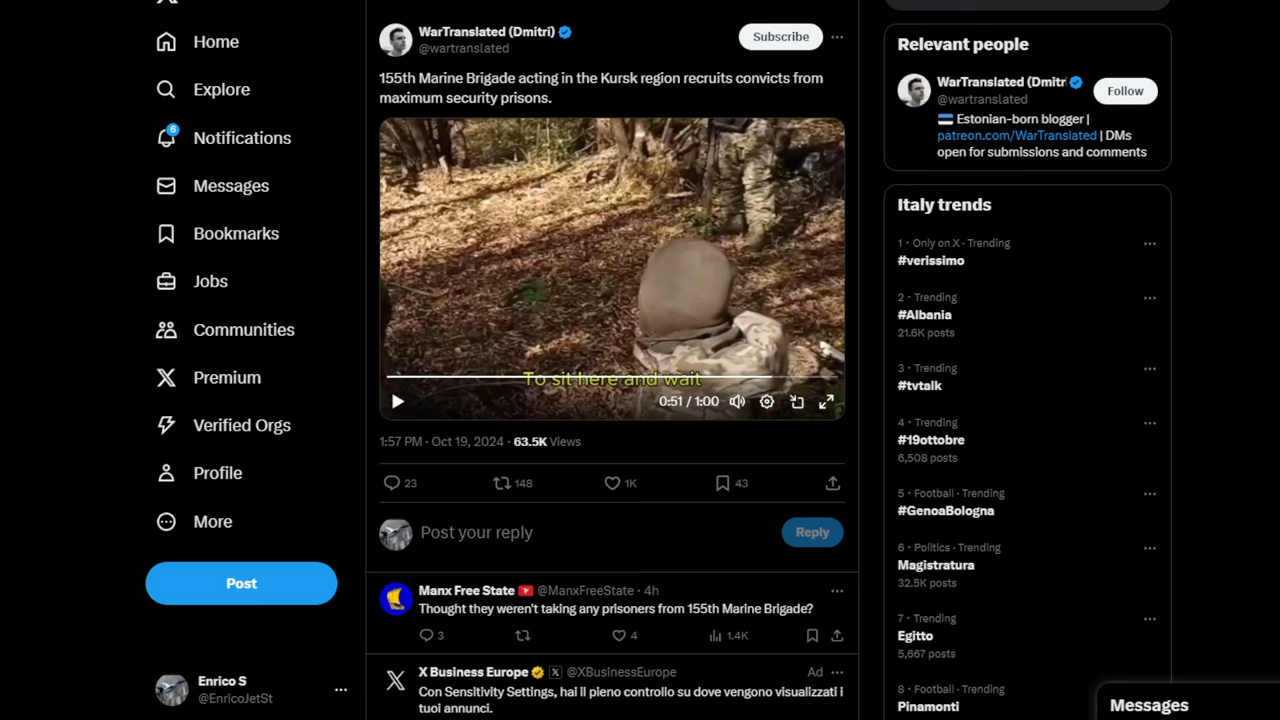 Home
Explore
6
Notifications
Messages
Bookmarks
Jobs
Communities
Premium
Verified Orgs
Profile
More
Post
Enrico S
@EnricoJetSt
WarTranslated (Dmitri)
@wartranslated
Subscribe
155th Marine Brigade acting in the Kursk region recruits convicts from
maximum security prisons.
To sit here and wait
0:51 / 1:00
1:57 PM · Oct 19, 2024 · 63.5K Views
23 148 1K 43
Post your reply
Reply
Manx Free State @ManxFreeState · 4h
Thought they weren't taking any prisoners from 155th Marine Brigade?
3 4 1.4K
X Business Europe @XBusinessEurope Ad
Con Sensitivity Settings, hai il pieno controllo su dove vengono visualizzati i
tuoi annunci.
Relevant people
WarTranslated (Dmitri
@wartranslated
Follow
Estonian-born blogger |
patreon.com/WarTranslated | DMs
open for submissions and comments
Italy trends
1 · Only on X · Trending
#verissimo
2 · Trending
#Albania
21.6K posts
3 · Trending
#tvtalk
4 · Trending
#19ottobre
6,508 posts
5 · Football · Trending
#GenoaBologna
6 · Politics · Trending
Magistratura
32.5K posts
7 · Trending
Egitto
5,667 posts
8 · Football · Trending
Pinamonti
Messages